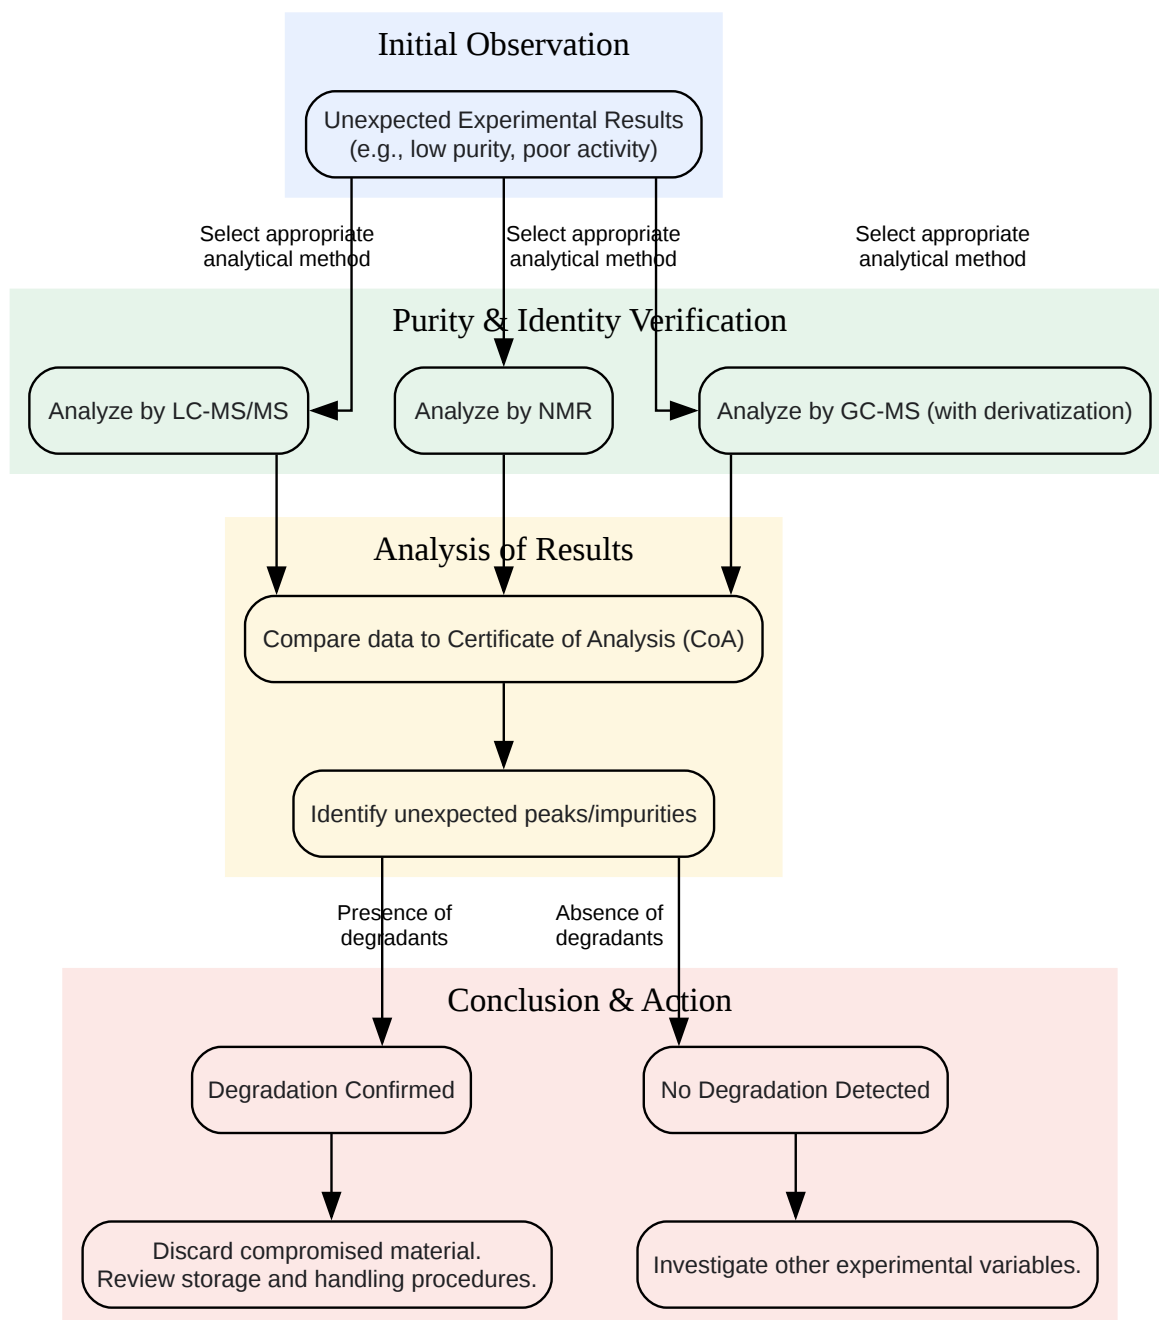 Initial Observation
Unexpected Experimental Results
(e.g., low purity, poor activity)
Select appropriate
analytical method
Select appropriate
analytical method
Select appropriate
analytical method
Purity & Identity Verification
Analyze by LC-MS/MS
Analyze by NMR
Analyze by GC-MS (with derivatization)
Analysis of Results
Compare data to Certificate of Analysis (CoA)
Identify unexpected peaks/impurities
Presence of
degradants
Absence of
degradants
Conclusion & Action
Degradation Confirmed
No Degradation Detected
Discard compromised material.
Review storage and handling procedures.
Investigate other experimental variables.